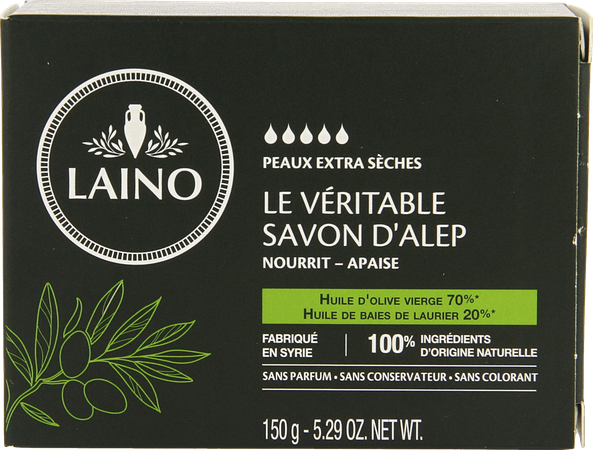 LAINO
PEAUX EXTRA SÈCHES
LE VÉRITABLE
SAVON D'ALEP
NOURRIT – APAISE
HUILE D'OLIVE VIERGE 70%*
HUILE DE BAIES DE LAURIER 20%*
FABRIQUÉ
EN SYRIE
100% INGRÉDIENTS
D'ORIGINE NATURELLE
SANS PARFUM • SANS CONSERVATEUR • SANS COLORANT
150 g - 5.29 OZ. NET WT.